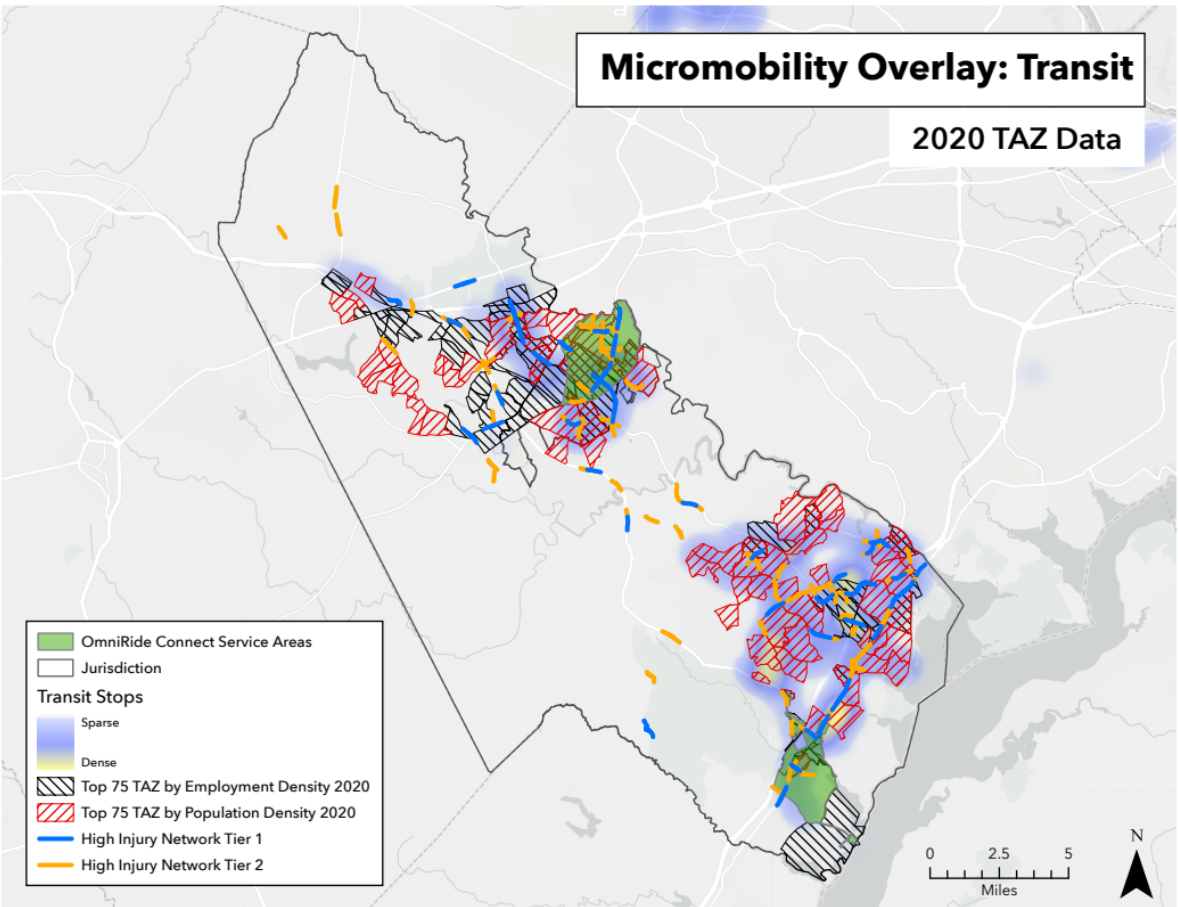 Micromobility Overlay: Transit
2020 TAZ Data
OmniRide Connect Service Areas
Jurisdiction
Transit Stops
Sparse
Dense
Top 75 TAZ by Employment Density 2020
Top 75 TAZ by Population Density 2020
High Injury Network Tier 1
High Injury Network Tier 2
0 2.5 5
Miles
N